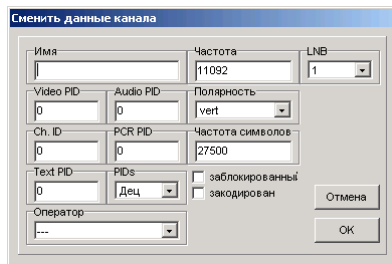 Сменить данные канала
Имя Частота LNB
11092 1
Video PID Audio PID Полярность
0 0 vert
Ch. ID PCR PID Частота символов
0 0 27500
Text PID PIDs заблокированны
0 Дец закодирован
Отмена
Оператор
--- OK